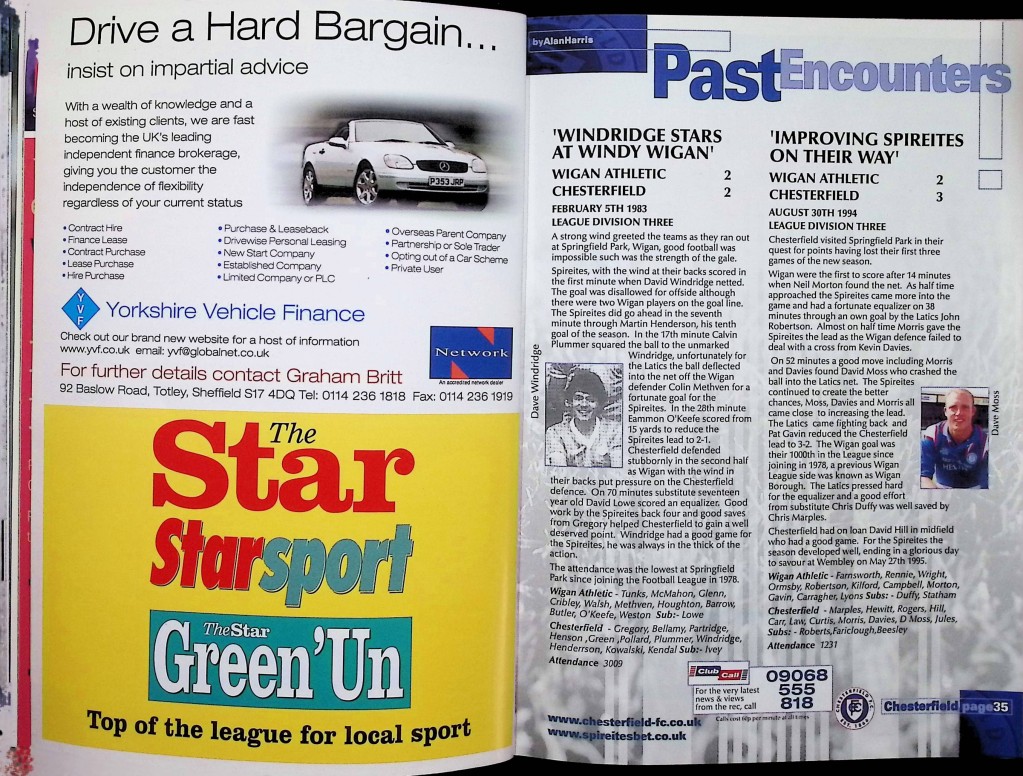 Drive a Hard Bargain...
insist on impartial advice
With a wealth of knowledge and a
host of existing clients, we are fast
becoming the UK's leading
independent finance brokerage,
giving you the customer the
independence of flexibility
regardless of your current status
P353 JRP
• Contract Hire
• Finance Lease
• Contract Purchase
• Lease Purchase
• Hire Purchase
• Purchase & Leaseback
• Drivewise Personal Leasing
• New Start Company
• Established Company
• Limited Company or PLC
• Overseas Parent Company
• Partnership or Sole Trader
• Opting out of a Car Scheme
• Private User
YVF
Yorkshire Vehicle Finance
Check out our brand new website for a host of information
www.yvf.co.uk email: yvf@globalnet.co.uk
Network
An accredited network dealer
For further details contact Graham Britt
92 Baslow Road, Totley, Sheffield S17 4DQ Tel: 0114 236 1818 Fax: 0114 236 1919
The
Star
Starsport
The Star
Green 'Un
Top of the league for local sport
by Alan Harris
Past Encounters
'WINDRIDGE STARS
AT WINDY WIGAN'
WIGAN ATHLETIC 2
CHESTERFIELD 2
FEBRUARY 5TH 1983
LEAGUE DIVISION THREE
A strong wind greeted the teams as they ran out
at Springfield Park, Wigan, good football was
impossible such was the strength of the gale.
Spireites, with the wind at their backs scored in
the first minute when David Windridge netted.
The goal was disallowed for offside although
there were two Wigan players on the goal line.
The Spireites did go ahead in the seventh
minute through Martin Henderson, his tenth
goal of the season. In the 17th minute Calvin
Plummer squared the ball to the unmarked
Windridge, unfortunately for
the Latics the ball deflected
into the net off the Wigan
defender Colin Methven for a
fortunate goal for the
Spireites. In the 28th minute
Eammon O'Keefe scored from
15 yards to reduce the
Spireites lead to 2-1.
Chesterfield defended
stubbornly in the second half
as Wigan with the wind in
their backs put pressure on the Chesterfield
defence. On 70 minutes substitute seventeen
year old David Lowe scored an equalizer. Good
work by the Spireites back four and good saves
from Gregory helped Chesterfield to gain a well
deserved point. Windridge had a good game for
the Spireites, he was always in the thick of the
action.
The attendance was the lowest at Springfield
Park since joining the Football League in 1978.
Wigan Athletic - Tunks, McMahon, Glenn,
Cribley, Walsh, Methven, Houghton, Barrow,
Butler, O'Keefe, Weston Sub:- Lowe
Chesterfield - Gregory, Bellamy, Partridge,
Henson ,Green ,Pollard, Plummer, Windridge,
Henderrson, Kowalski, Kendal Sub:- Ivey
Attendance 3009
Dave Windridge
'IMPROVING SPIREITES
ON THEIR WAY'
WIGAN ATHLETIC 2
CHESTERFIELD 3
AUGUST 30TH 1994
LEAGUE DIVISION THREE
Chesterfield visited Springfield Park in their
quest for points having lost their first three
games of the new season.
Wigan were the first to score after 14 minutes
when Neil Morton found the net. As half time
approached the Spireites came more into the
game and had a fortunate equalizer on 38
minutes through an own goal by the Latics John
Robertson. Almost on half time Morris gave the
Spireites the lead as the Wigan defence failed to
deal with a cross from Kevin Davies.
On 52 minutes a good move including Morris
and Davies found David Moss who crashed the
ball into the Latics net. The Spireites
continued to create the better
chances, Moss, Davies and Morris all
came close to increasing the lead.
The Latics came fighting back and
Pat Gavin reduced the Chesterfield
lead to 3-2. The Wigan goal was
their 1000th in the League since
joining in 1978, a previous Wigan
League side was known as Wigan
Borough. The Latics pressed hard
for the equalizer and a good effort
from substitute Chris Duffy was well saved by
Chris Marples.
Chesterfield had on loan David Hill in midfield
who had a good game. For the Spireites the
season developed well, ending in a glorious day
to savour at Wembley on May 27th 1995.
Wigan Athletic - Farnsworth, Rennie, Wright,
Ormsby, Robertson, Kilford, Campbell, Morton,
Gavin, Carragher, Lyons Subs: - Duffy, Statham
Chesterfield - Marples, Hewitt, Rogers, Hill,
Carr, Law, Curtis, Morris, Davies, D Moss, Jules,
Subs: - Roberts,Fariclough,Beesley
Attendance 1231
Dave Moss
Club Call
For the very latest
news & views
from the rec, call
09068
555
818
Calls cost 60p per minute at all times
www.chesterfield-fc.co.uk
www.spireitesbet.co.uk
CHESTERFIELD F.C.
Chesterfield page35